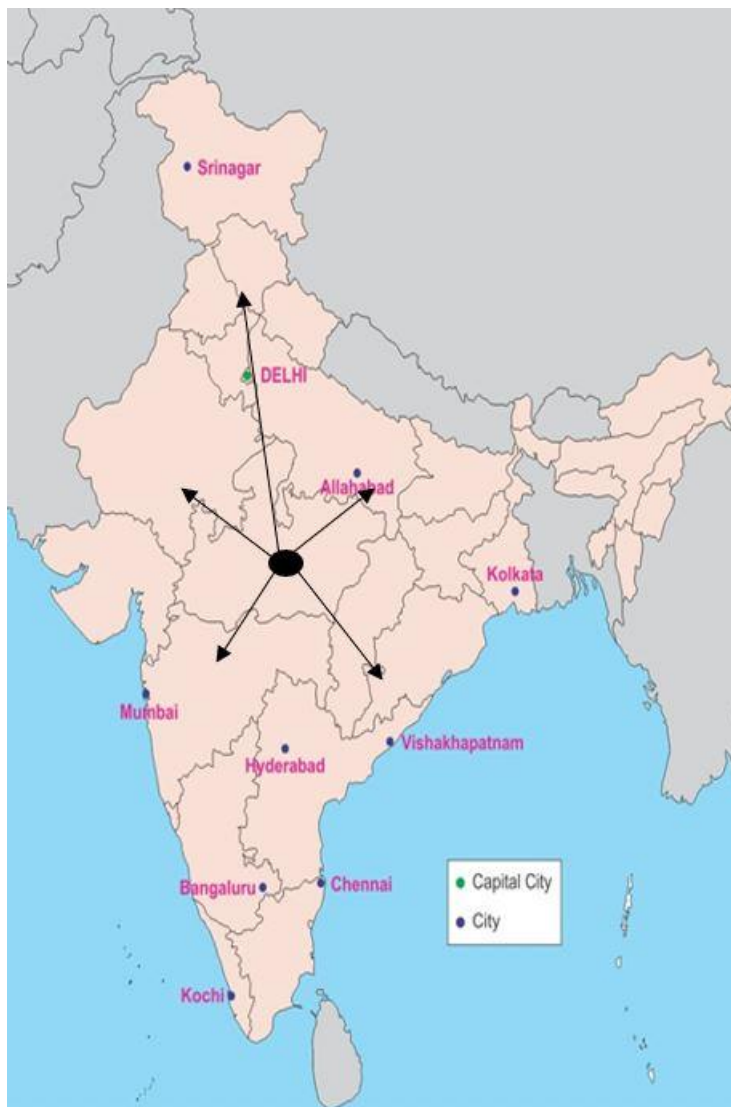 Srinagar
DELHI
Allahabad
Kolkata
Mumbai
Vishakhapatnam
Hyderabad
Bangaluru
Chennai
Capital City
City
Kochi